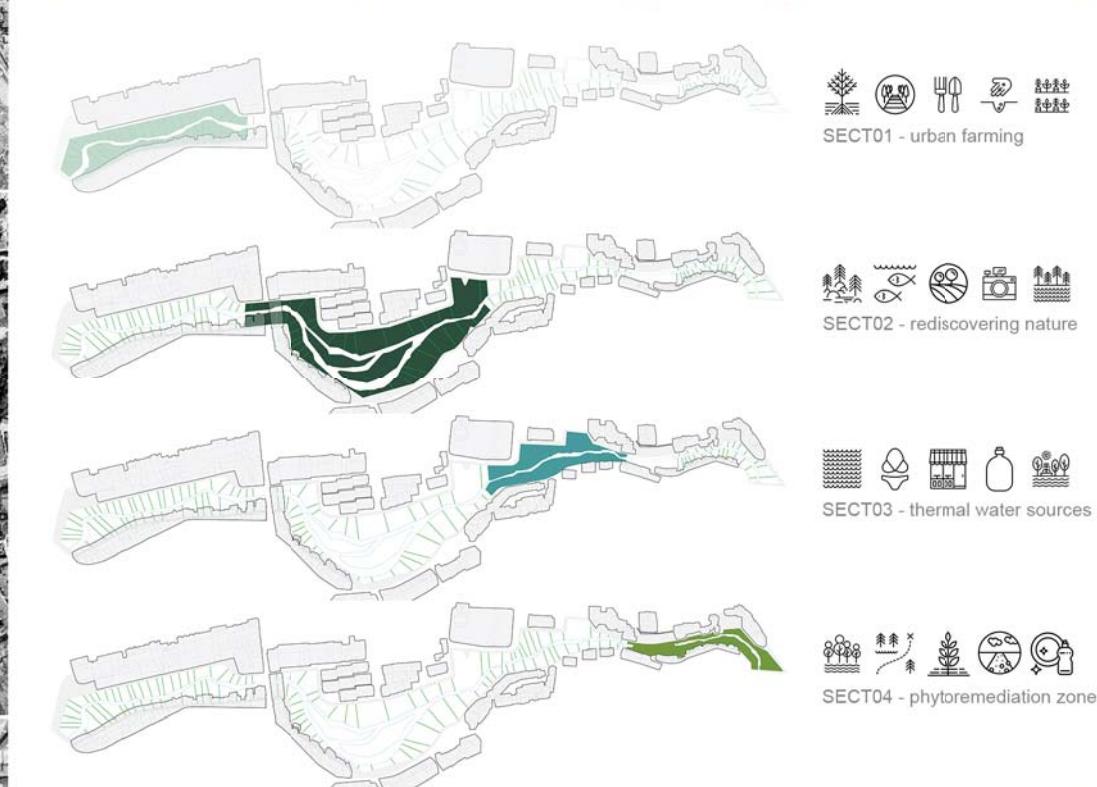 SECT01 - urban farming
SECT02 - rediscovering nature
SECT03 - thermal water sources
SECT04 - phytoremediation zone